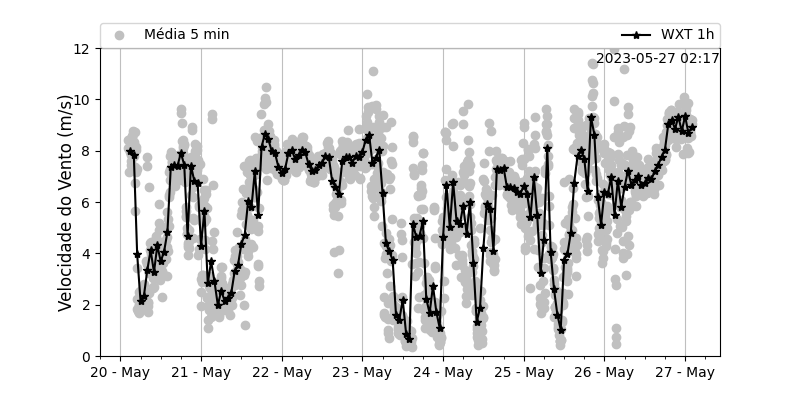 Média 5 min
WXT 1h
2023-05-27 02:17
Velocidade do Vento (m/s)
12
10
8
6
4
2
0
20 - May 21 - May 22 - May 23 - May 24 - May 25 - May 26 - May 27 - May